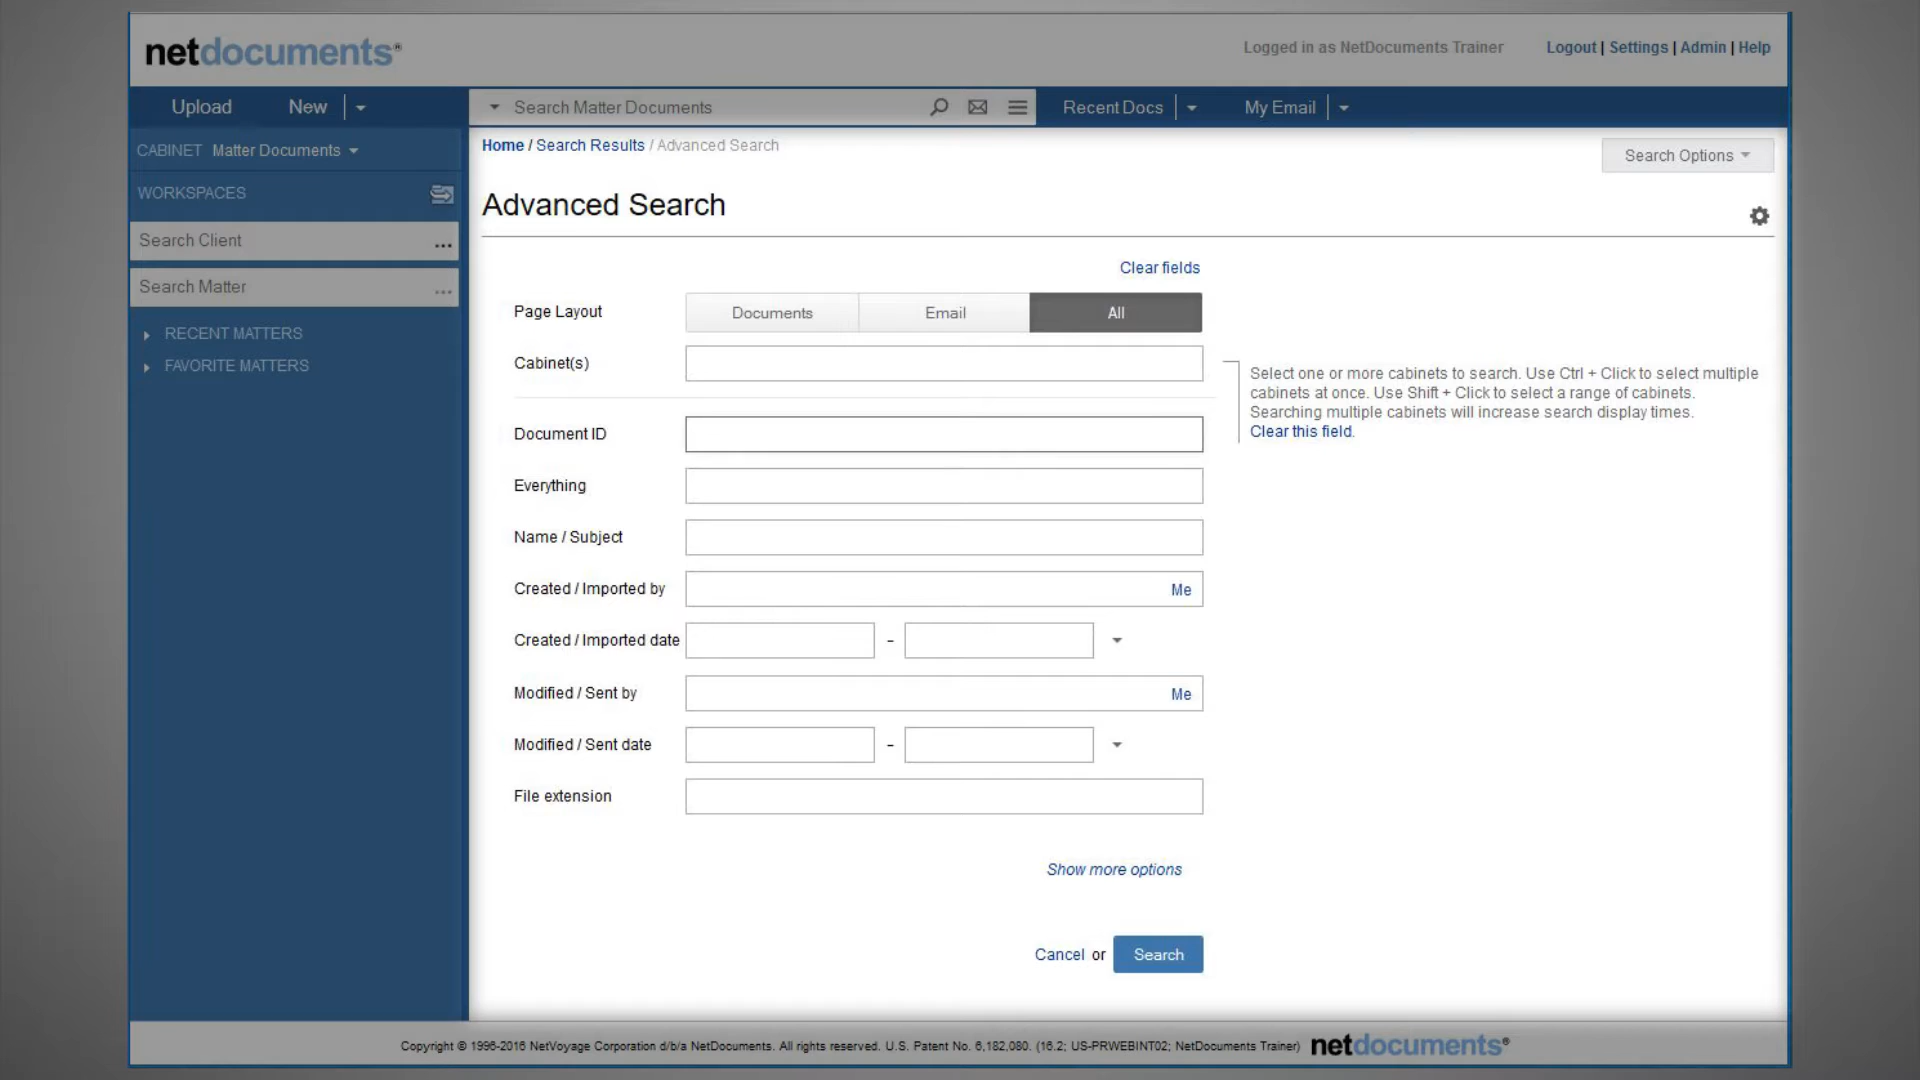 netdocuments®
Logged in as NetDocuments Trainer
Logout | Settings | Admin | Help
Upload New
Search Matter Documents
Recent Docs
My Email
CABINET Matter Documents
WORKSPACES
Search Client ...
Search Matter ...
RECENT MATTERS
FAVORITE MATTERS
Home / Search Results / Advanced Search
Search Options
Advanced Search
Clear fields
Page Layout Documents Email All
Cabinet(s)
Select one or more cabinets to search. Use Ctrl + Click to select multiple
cabinets at once. Use Shift + Click to select a range of cabinets.
Searching multiple cabinets will increase search display times.
Clear this field.
Document ID
Everything
Name / Subject
Created / Imported by Me
Created / Imported date -
Modified / Sent by Me
Modified / Sent date -
File extension
Show more options
Cancel or Search
Copyright © 1996-2016 NetVoyage Corporation d/b/a NetDocuments. All rights reserved. U.S. Patent No. 6,182,080. (16.2; US-PRWEBINT02; NetDocuments Trainer) netdocuments®